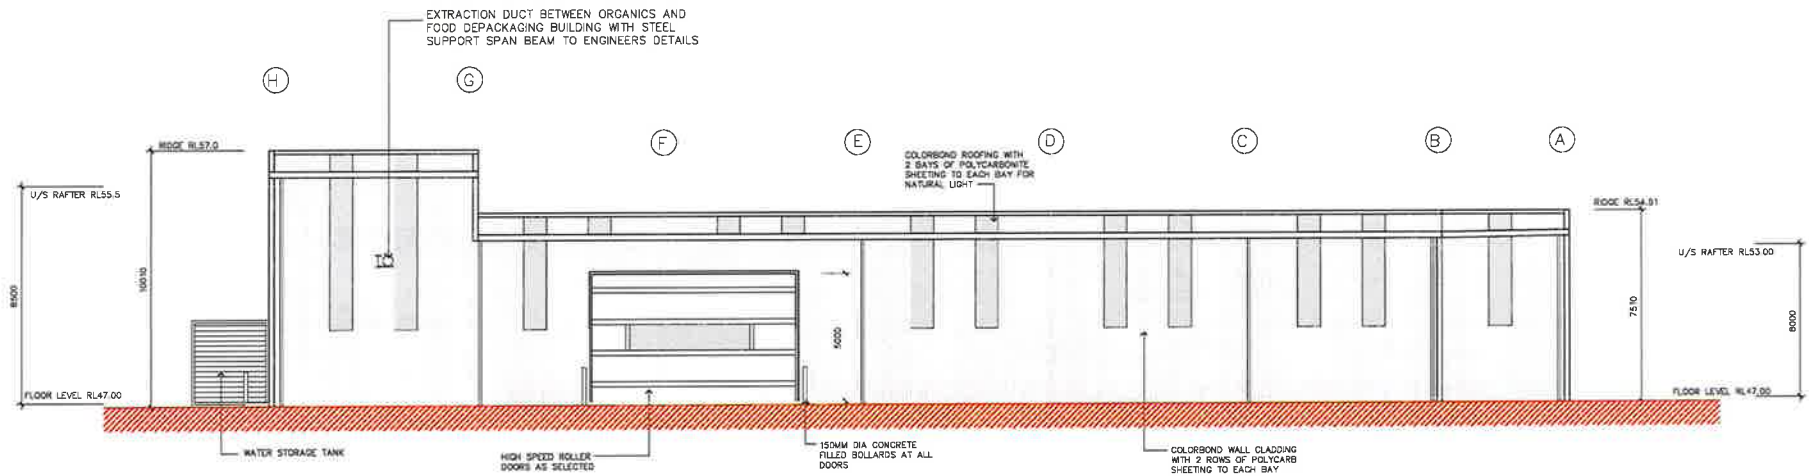 EXTRACTION DUCT BETWEEN ORGANICS AND
FOOD DEPACKAGING BUILDING WITH STEEL
SUPPORT SPAN BEAM TO ENGINEERS DETAILS
H
G
F
E
D
C
B
A
RIDGE RL57.0
U/S RAFTER RL55.5
COLORBOND ROOFING WITH
2 BAYS OF POLYCARBONITE
SHEETING TO EACH BAY FOR
NATURAL LIGHT
RIDGE RL54.51
U/S RAFTER RL53.00
8500
10010
5000
7510
6000
FLOOR LEVEL RL47.00
FLOOR LEVEL RL47.00
WATER STORAGE TANK
HIGH SPEED ROLLER
DOORS AS SELECTED
150MM DIA CONCRETE
FILLED BOLLARDS AT ALL
DOORS
COLORBOND WALL CLADDING
WITH 2 ROWS OF POLYCARB
SHEETING TO EACH BAY